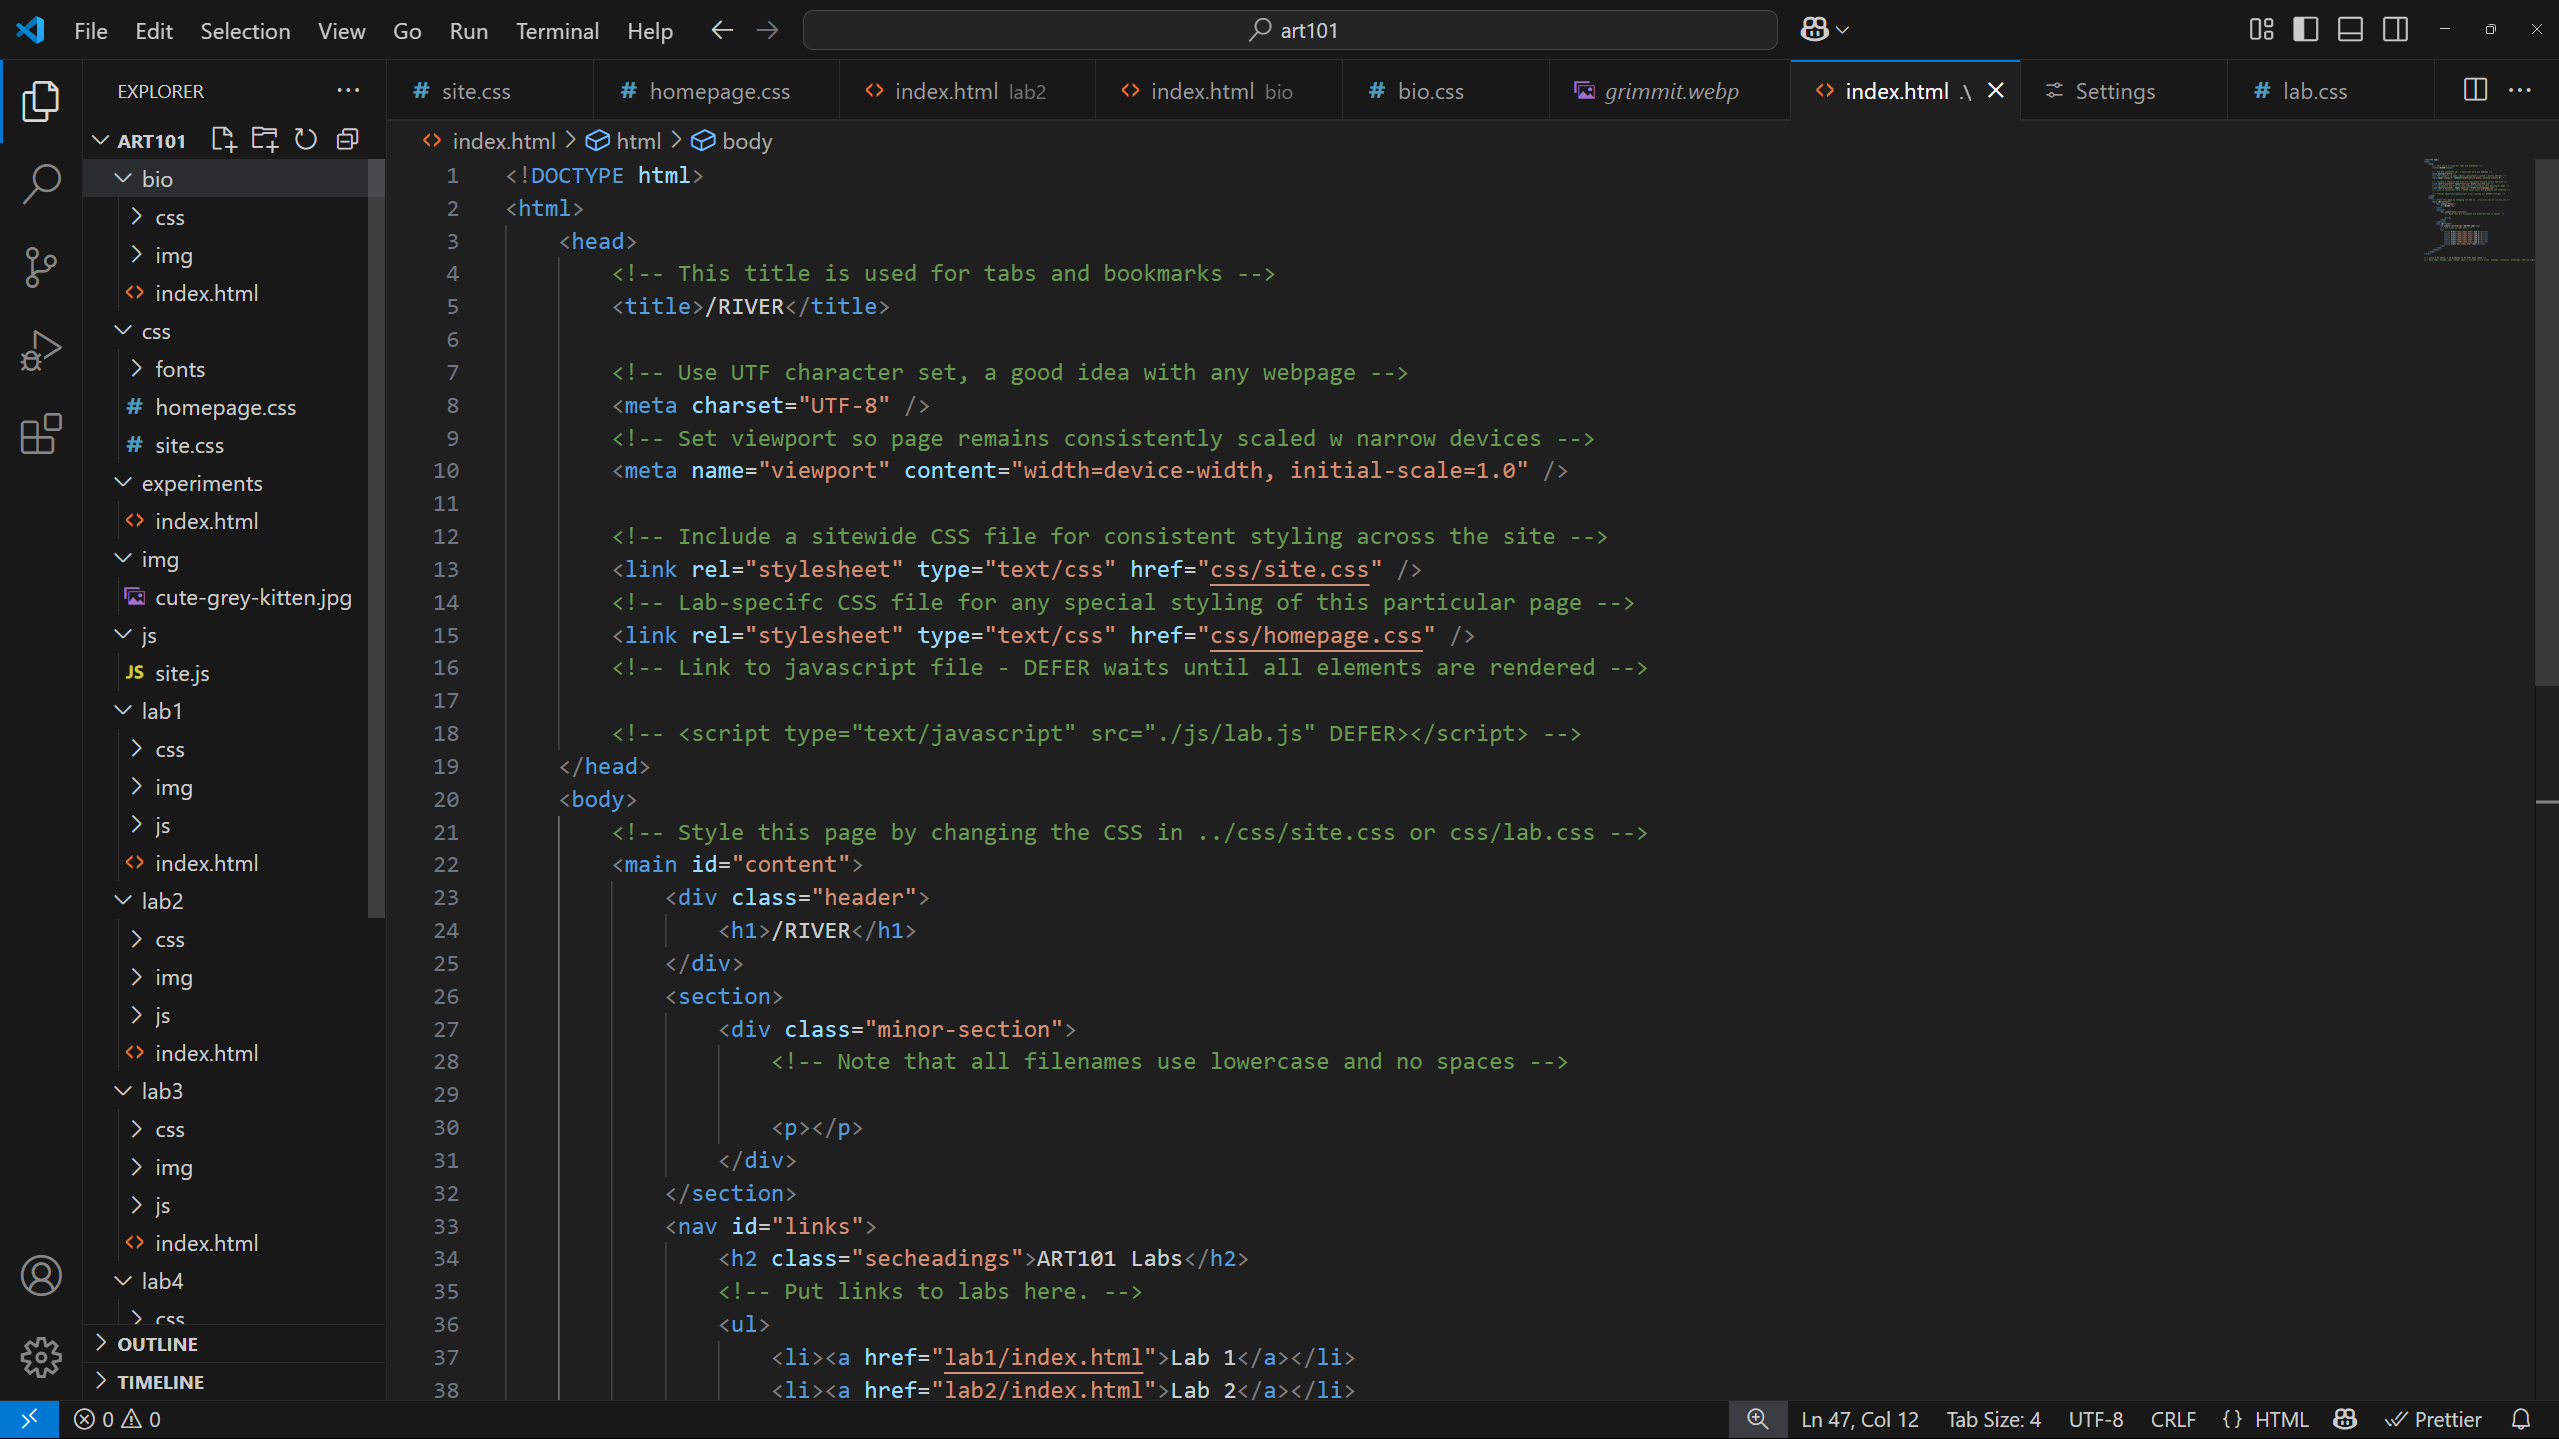 File Edit Selection View Go Run Terminal Help art101
EXPLORER
site.css homepage.css index.html lab2 index.html bio bio.css grimmit.webp index.html .\ Settings lab.css
ART101
bio
css
img
index.html
css
fonts
homepage.css
site.css
experiments
index.html
img
cute-grey-kitten.jpg
js
site.js
lab1
css
img
js
index.html
lab2
css
img
js
index.html
lab3
css
img
js
index.html
lab4
css
OUTLINE
TIMELINE
index.html > html > body
1 <!DOCTYPE html>
2 <html>
3 <head>
4 <!-- This title is used for tabs and bookmarks -->
5 <title>/RIVER</title>
6
7 <!-- Use UTF character set, a good idea with any webpage -->
8 <meta charset="UTF-8" />
9 <!-- Set viewport so page remains consistently scaled w narrow devices -->
10 <meta name="viewport" content="width=device-width, initial-scale=1.0" />
11
12 <!-- Include a sitewide CSS file for consistent styling across the site -->
13 <link rel="stylesheet" type="text/css" href="css/site.css" />
14 <!-- Lab-specifc CSS file for any special styling of this particular page -->
15 <link rel="stylesheet" type="text/css" href="css/homepage.css" />
16 <!-- Link to javascript file - DEFER waits until all elements are rendered -->
17
18 <!-- <script type="text/javascript" src="./js/lab.js" DEFER></script> -->
19 </head>
20 <body>
21 <!-- Style this page by changing the CSS in ../css/site.css or css/lab.css -->
22 <main id="content">
23 <div class="header">
24 <h1>/RIVER</h1>
25 </div>
26 <section>
27 <div class="minor-section">
28 <!-- Note that all filenames use lowercase and no spaces -->
29
30 <p></p>
31 </div>
32 </section>
33 <nav id="links">
34 <h2 class="secheadings">ART101 Labs</h2>
35 <!-- Put links to labs here. -->
36 <ul>
37 <li><a href="lab1/index.html">Lab 1</a></li>
38 <li><a href="lab2/index.html">Lab 2</a></li>
0 0 Ln 47, Col 12 Tab Size: 4 UTF-8 CRLF {} HTML Prettier